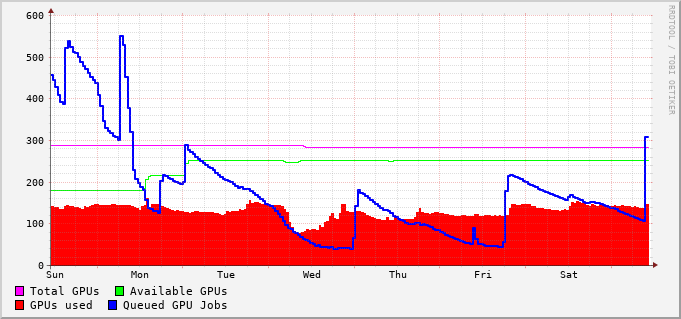 600
500
400
300
200
100
0
Sun Mon Tue Wed Thu Fri Sat
Total GPUs Available GPUs
GPUs used Queued GPU Jobs
RRDTOOL / TOBI OETIKER